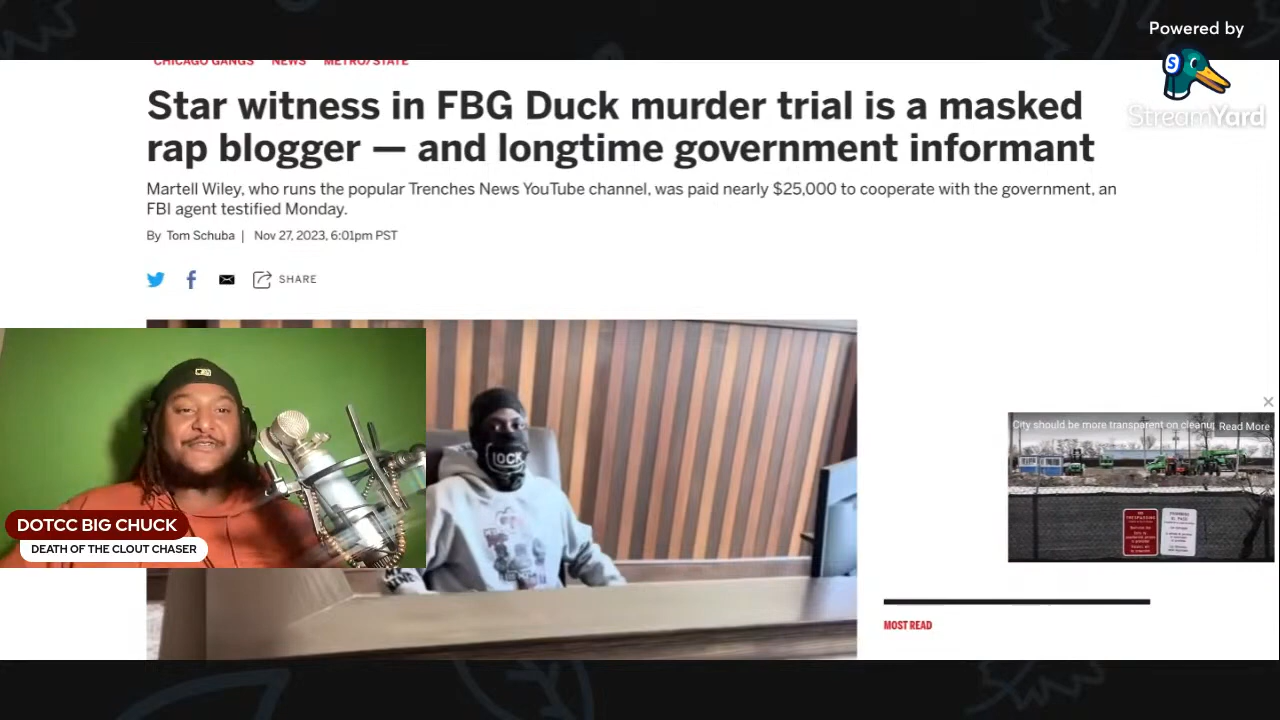 Powered by
StreamYard
CHICAGO GANGS NEWS METRO/STATE
Star witness in FBG Duck murder trial is a masked
rap blogger — and longtime government informant
Martell Wiley, who runs the popular Trenches News YouTube channel, was paid nearly $25,000 to cooperate with the government, an
FBI agent testified Monday.
By Tom Schuba | Nov 27, 2023, 6:01pm PST
SHARE
City should be more transparent on cleanup
Read More
DOTCC BIG CHUCK
DEATH OF THE CLOUT CHASER
MOST READ